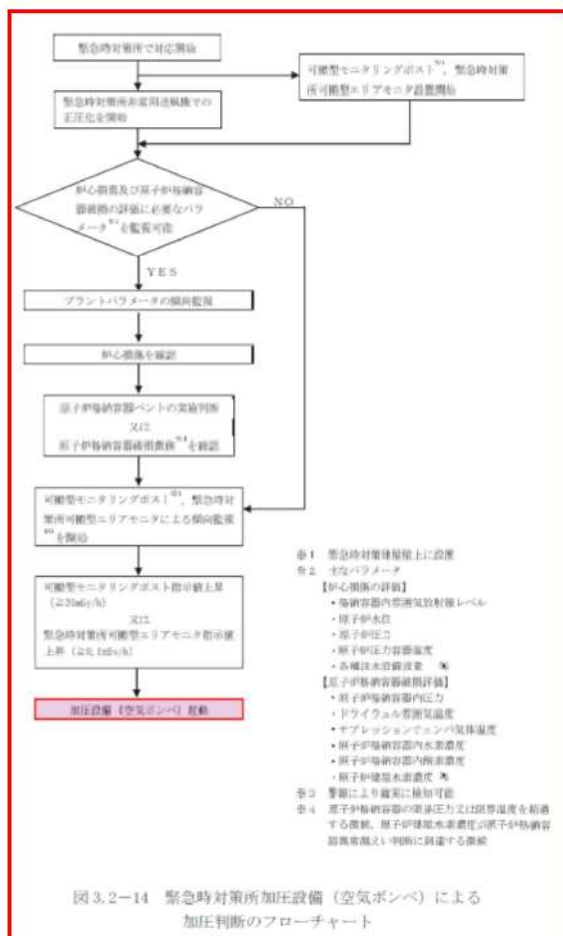 緊急時対策所で対応開始
可搬型モニタリングポスト※1、緊急時対策
所可搬型エリアモニタ設置開始
緊急時対策所非常用送風機での
正圧化を開始
炉心損傷及び原子炉格納容
器破損の評価に必要なパラ
メータ※2を監視可能
NO
YES
プラントパラメータの傾向監視
炉心損傷を確認
原子炉格納容器ベントの実施判断
又は
原子炉格納容器破損徴候※4を確認
可搬型モニタリングポスト※1、緊急時対
策所可搬型エリアモニタによる傾向監視
※3を開始
可搬型モニタリングポスト指示値上昇
又は
緊急時対策所可搬型エリアモニタ指示値
上昇
加圧設備(空気ボンベ)起動
※1 緊急時対策建屋屋上に設置
※2 主なパラメータ
【炉心損傷の評価】
・格納容器内雰囲気放射線レベル
・原子炉水位
・原子炉圧力
・原子炉圧力容器温度
・各種注水設備流量 等
【原子炉格納容器破損評価】
・原子炉格納容器内圧力
・ドライウェル雰囲気温度
・サプレッションチェンバ気体温度
・原子炉格納容器内水素濃度
・原子炉格納容器内酸素濃度
・原子炉建屋水素濃度 等
※3 警報により確実に検知可能
※4 原子炉格納容器の限界圧力又は限界温度を超過
する徴候、原子炉建屋水素濃度が原子炉格納容
器異常漏えい判断に到達する徴候
図3.2-14 緊急時対策所加圧設備(空気ボンベ)による
加圧判断のフローチャート